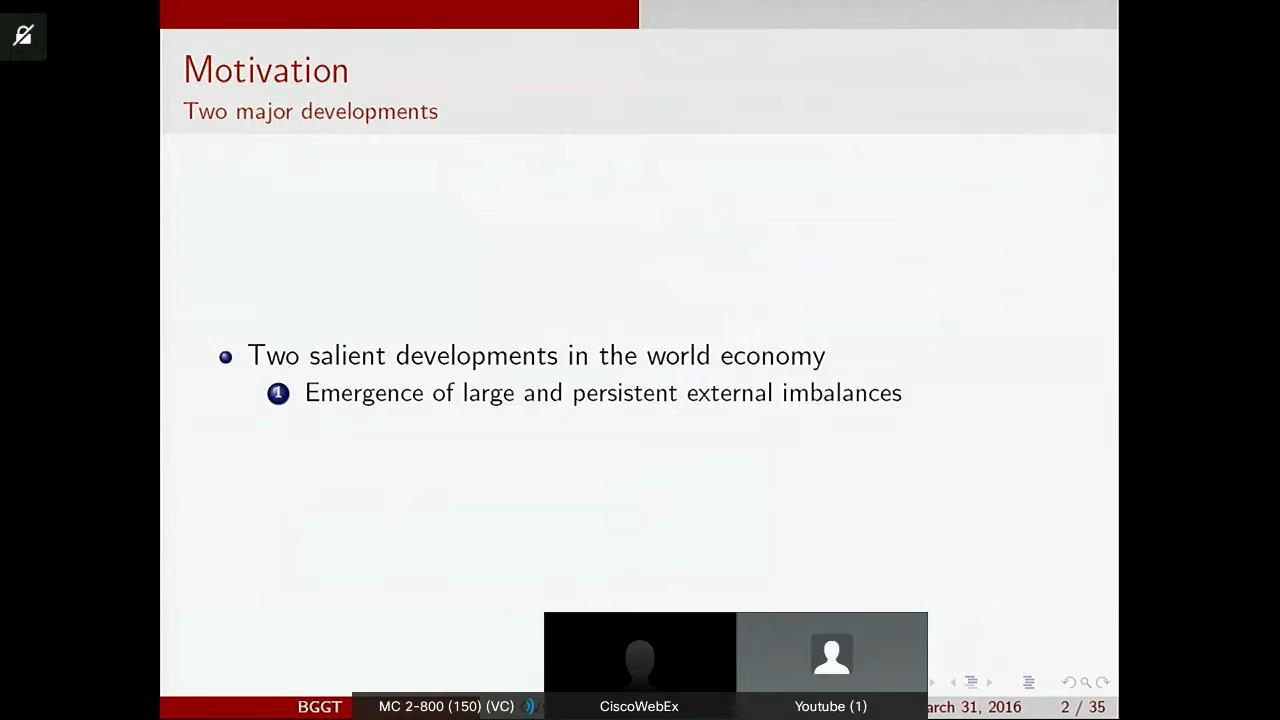 Motivation
Two major developments
Two salient developments in the world economy
1 Emergence of large and persistent external imbalances
BGGT
MC 2-800 (150) (VC)
CiscoWebEx
Youtube (1)
31, 2016
2 / 35